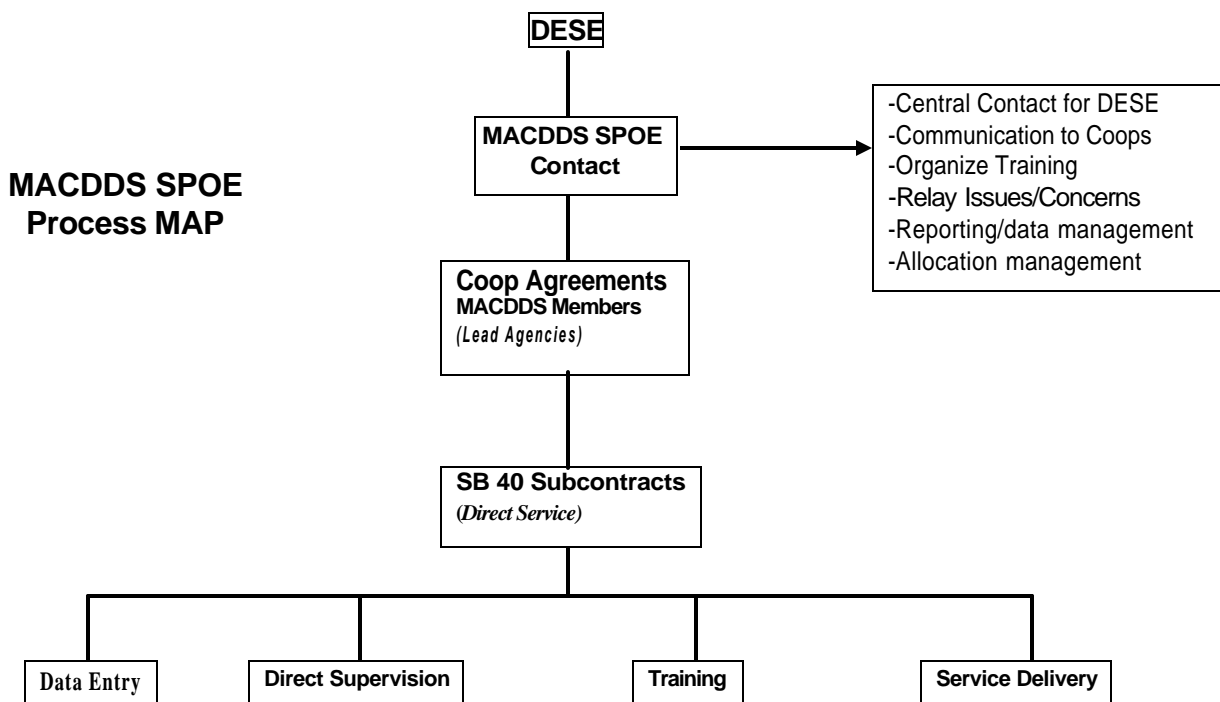 DESE
MACDDS SPOE
Contact
-Central Contact for DESE
-Communication to Coops
-Organize Training
-Relay Issues/Concerns
-Reporting/data management
-Allocation management
MACDDS SPOE
Process MAP
Coop Agreements
MACDDS Members
(Lead Agencies)
SB 40 Subcontracts
(Direct Service)
Data Entry
Direct Supervision
Training
Service Delivery